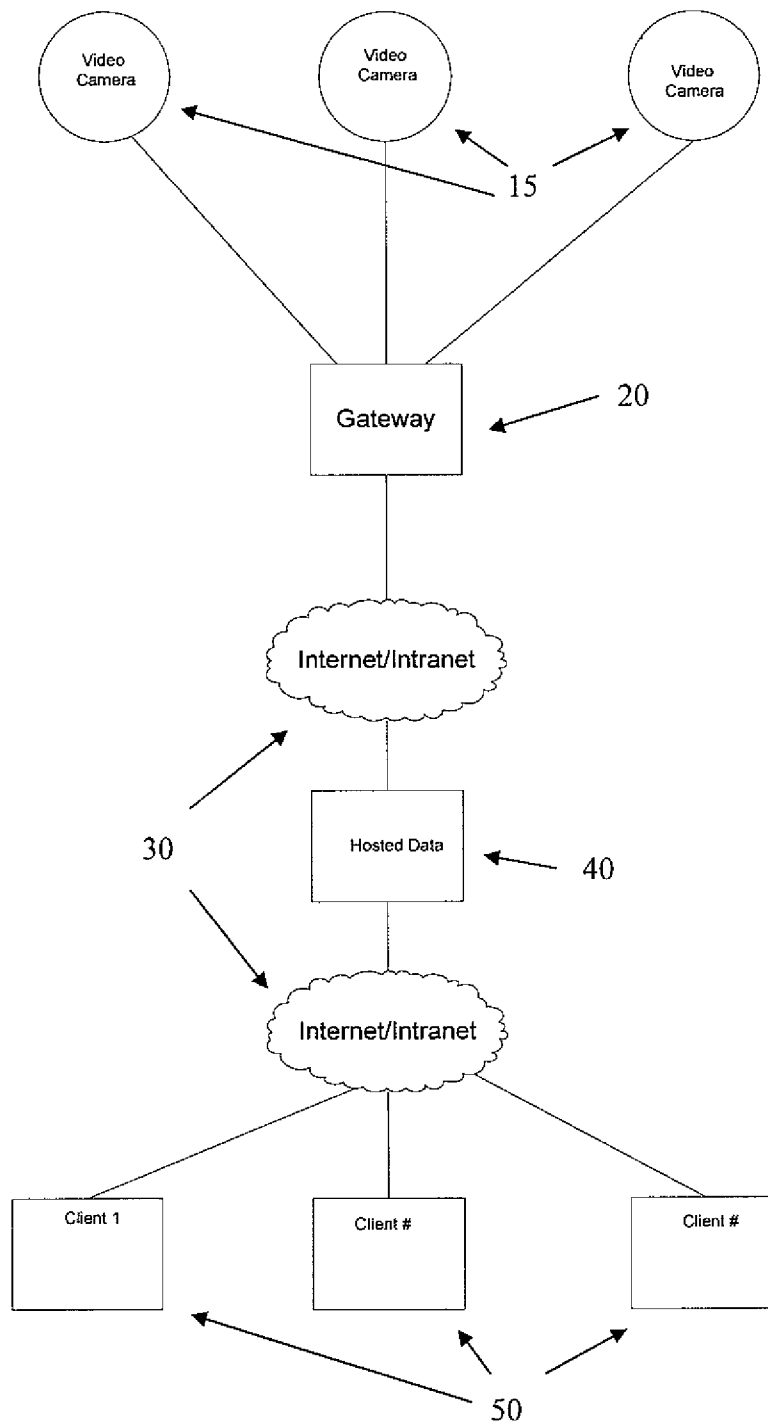 Video
Camera
Video
Camera
Video
Camera
15
Gateway
20
Internet/Intranet
30
Hosted Data
40
Internet/Intranet
Client 1
Client #
Client #
50